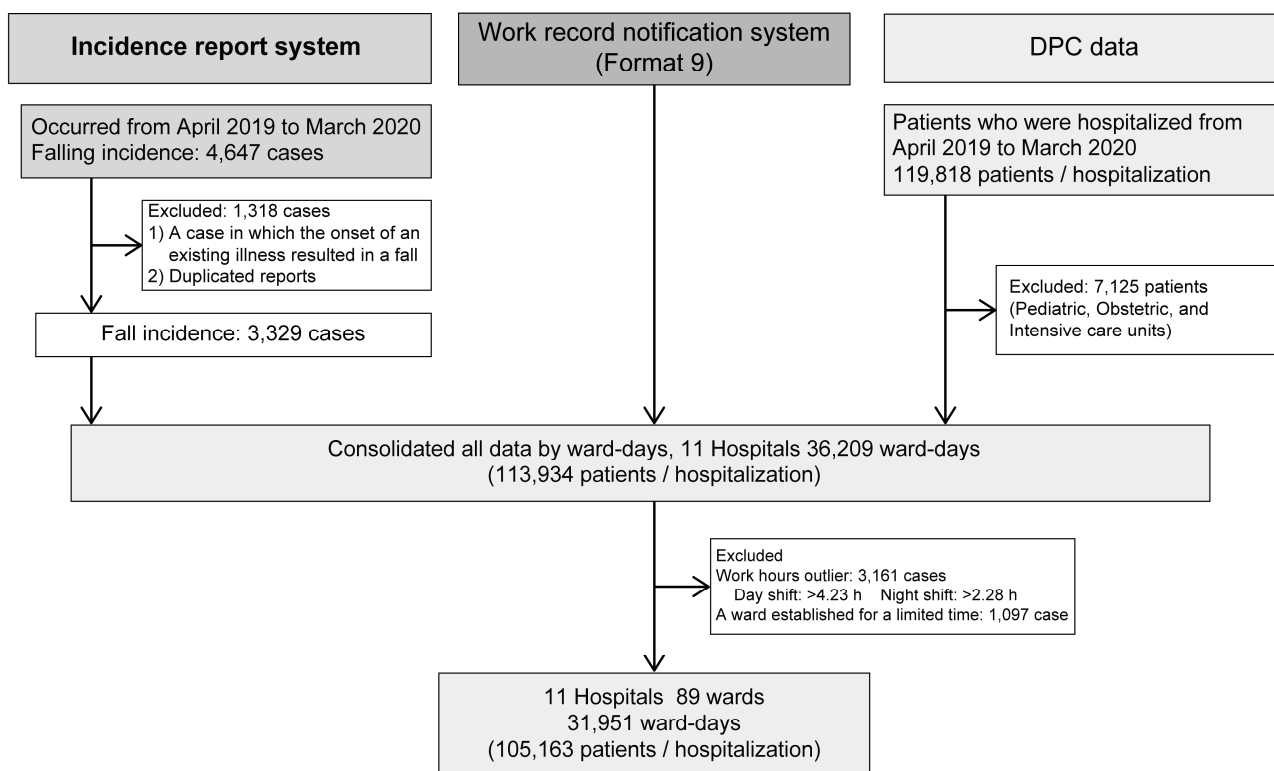 Incidence report system
Work record notification system
(Format 9)
DPC data
Occurred from April 2019 to March 2020
Falling incidence: 4,647 cases
Patients who were hospitalized from
April 2019 to March 2020
119,818 patients / hospitalization
Excluded: 1,318 cases
1) A case in which the onset of an
existing illness resulted in a fall
2) Duplicated reports
Excluded: 7,125 patients
(Pediatric, Obstetric, and
Intensive care units)
Fall incidence: 3,329 cases
Consolidated all data by ward-days, 11 Hospitals 36,209 ward-days
(113,934 patients / hospitalization)
Excluded
Work hours outlier: 3,161 cases
Day shift: >4.23 h Night shift: >2.28 h
A ward established for a limited time: 1,097 case
11 Hospitals 89 wards
31,951 ward-days
(105,163 patients / hospitalization)